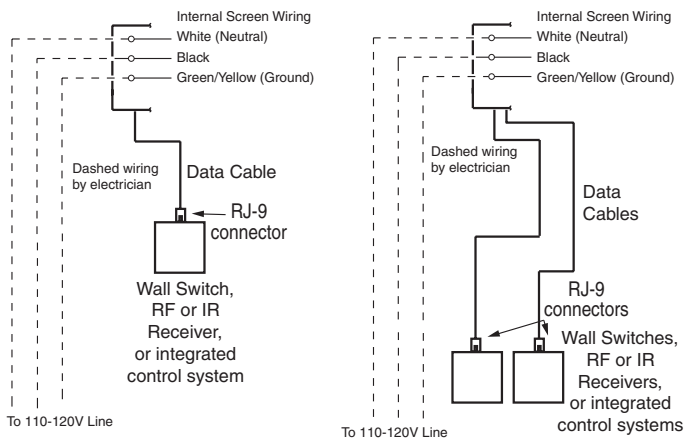 Internal Screen Wiring
White (Neutral)
Black
Green/Yellow (Ground)
Dashed wiring
by electrician
Data Cable
RJ-9
connector
Wall Switch,
RF or IR
Receiver,
or integrated
control system
To 110-120V Line
Internal Screen Wiring
White (Neutral)
Black
Green/Yellow (Ground)
Dashed wiring
by electrician
Data
Cables
RJ-9
connectors
Wall Switches,
RF or IR
Receivers,
or integrated
control systems
To 110-120V Line